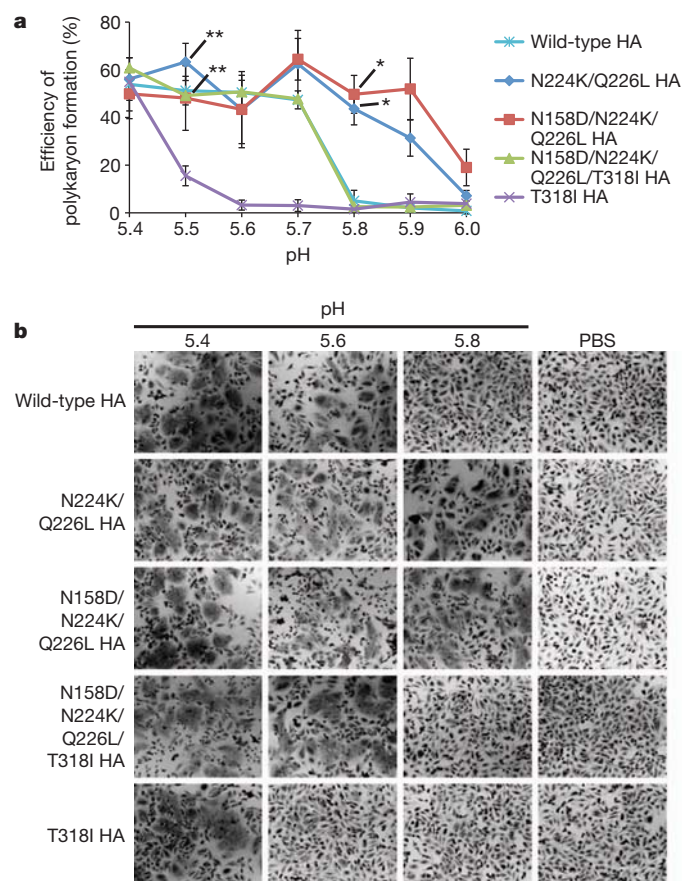 a
80
60
40
20
0
Efficiency of
polykaryon formation (%)
**
**
*
*
5.4 5.5 5.6 5.7 5.8 5.9 6.0
pH
Wild-type HA
N224K/Q226L HA
N158D/N224K/
Q226L HA
N158D/N224K/
Q226L/T318I HA
T318I HA
b
pH
5.4 5.6 5.8 PBS
Wild-type HA
N224K/
Q226L HA
N158D/
N224K/
Q226L HA
N158D/
N224K/
Q226L/
T318I HA
T318I HA